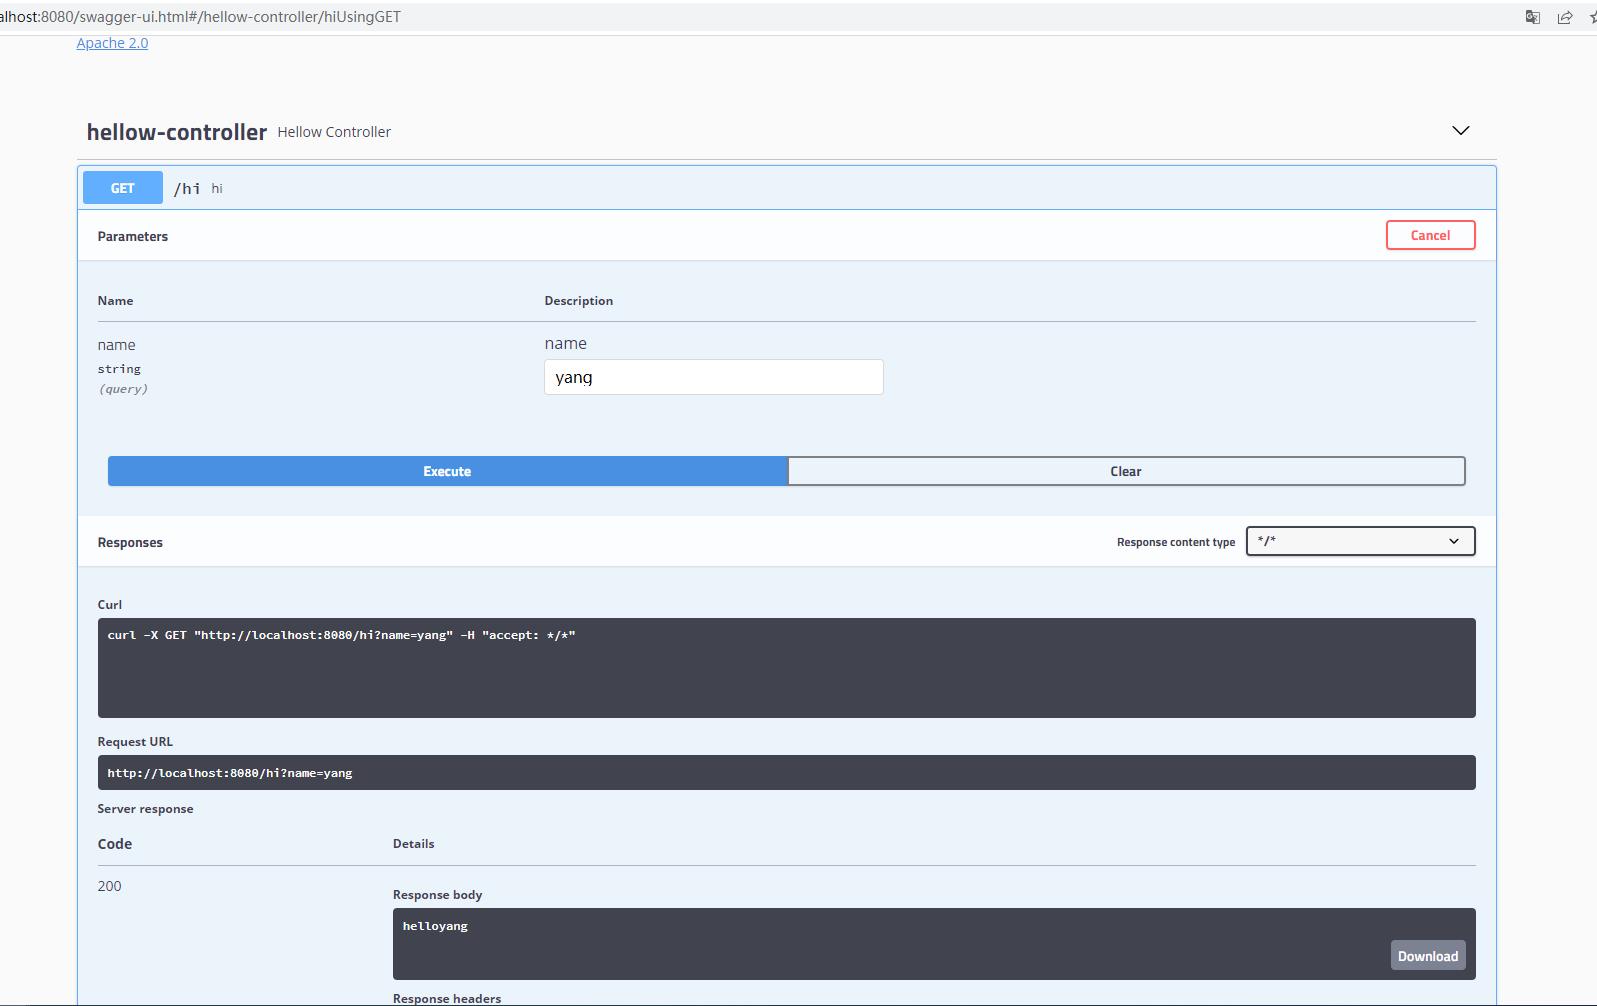 alhost:8080/swagger-ui.html#/hellow-controller/hiUsingGET
Apache 2.0
hellow-controller Hellow Controller
GET /hi hi
Parameters Cancel
Name Description
name name
string
(query)
yang
Execute Clear
Responses Response content type */*
Curl
curl -X GET "http://localhost:8080/hi?name=yang" -H "accept: */*"
Request URL
http://localhost:8080/hi?name=yang
Server response
Code Details
200
Response body
helloyang
Download
Response headers